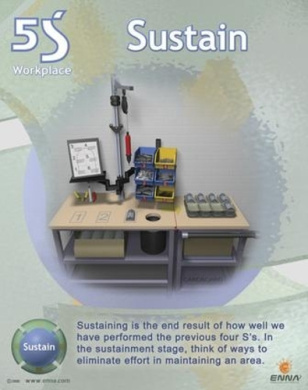 5S Sustain
Workplace
Sustain
Sustaining is the end result of how well we
have performed the previous four S's. In
the sustainment stage, think of ways to
eliminate effort in maintaining an area.
www.enna.com
ENNA